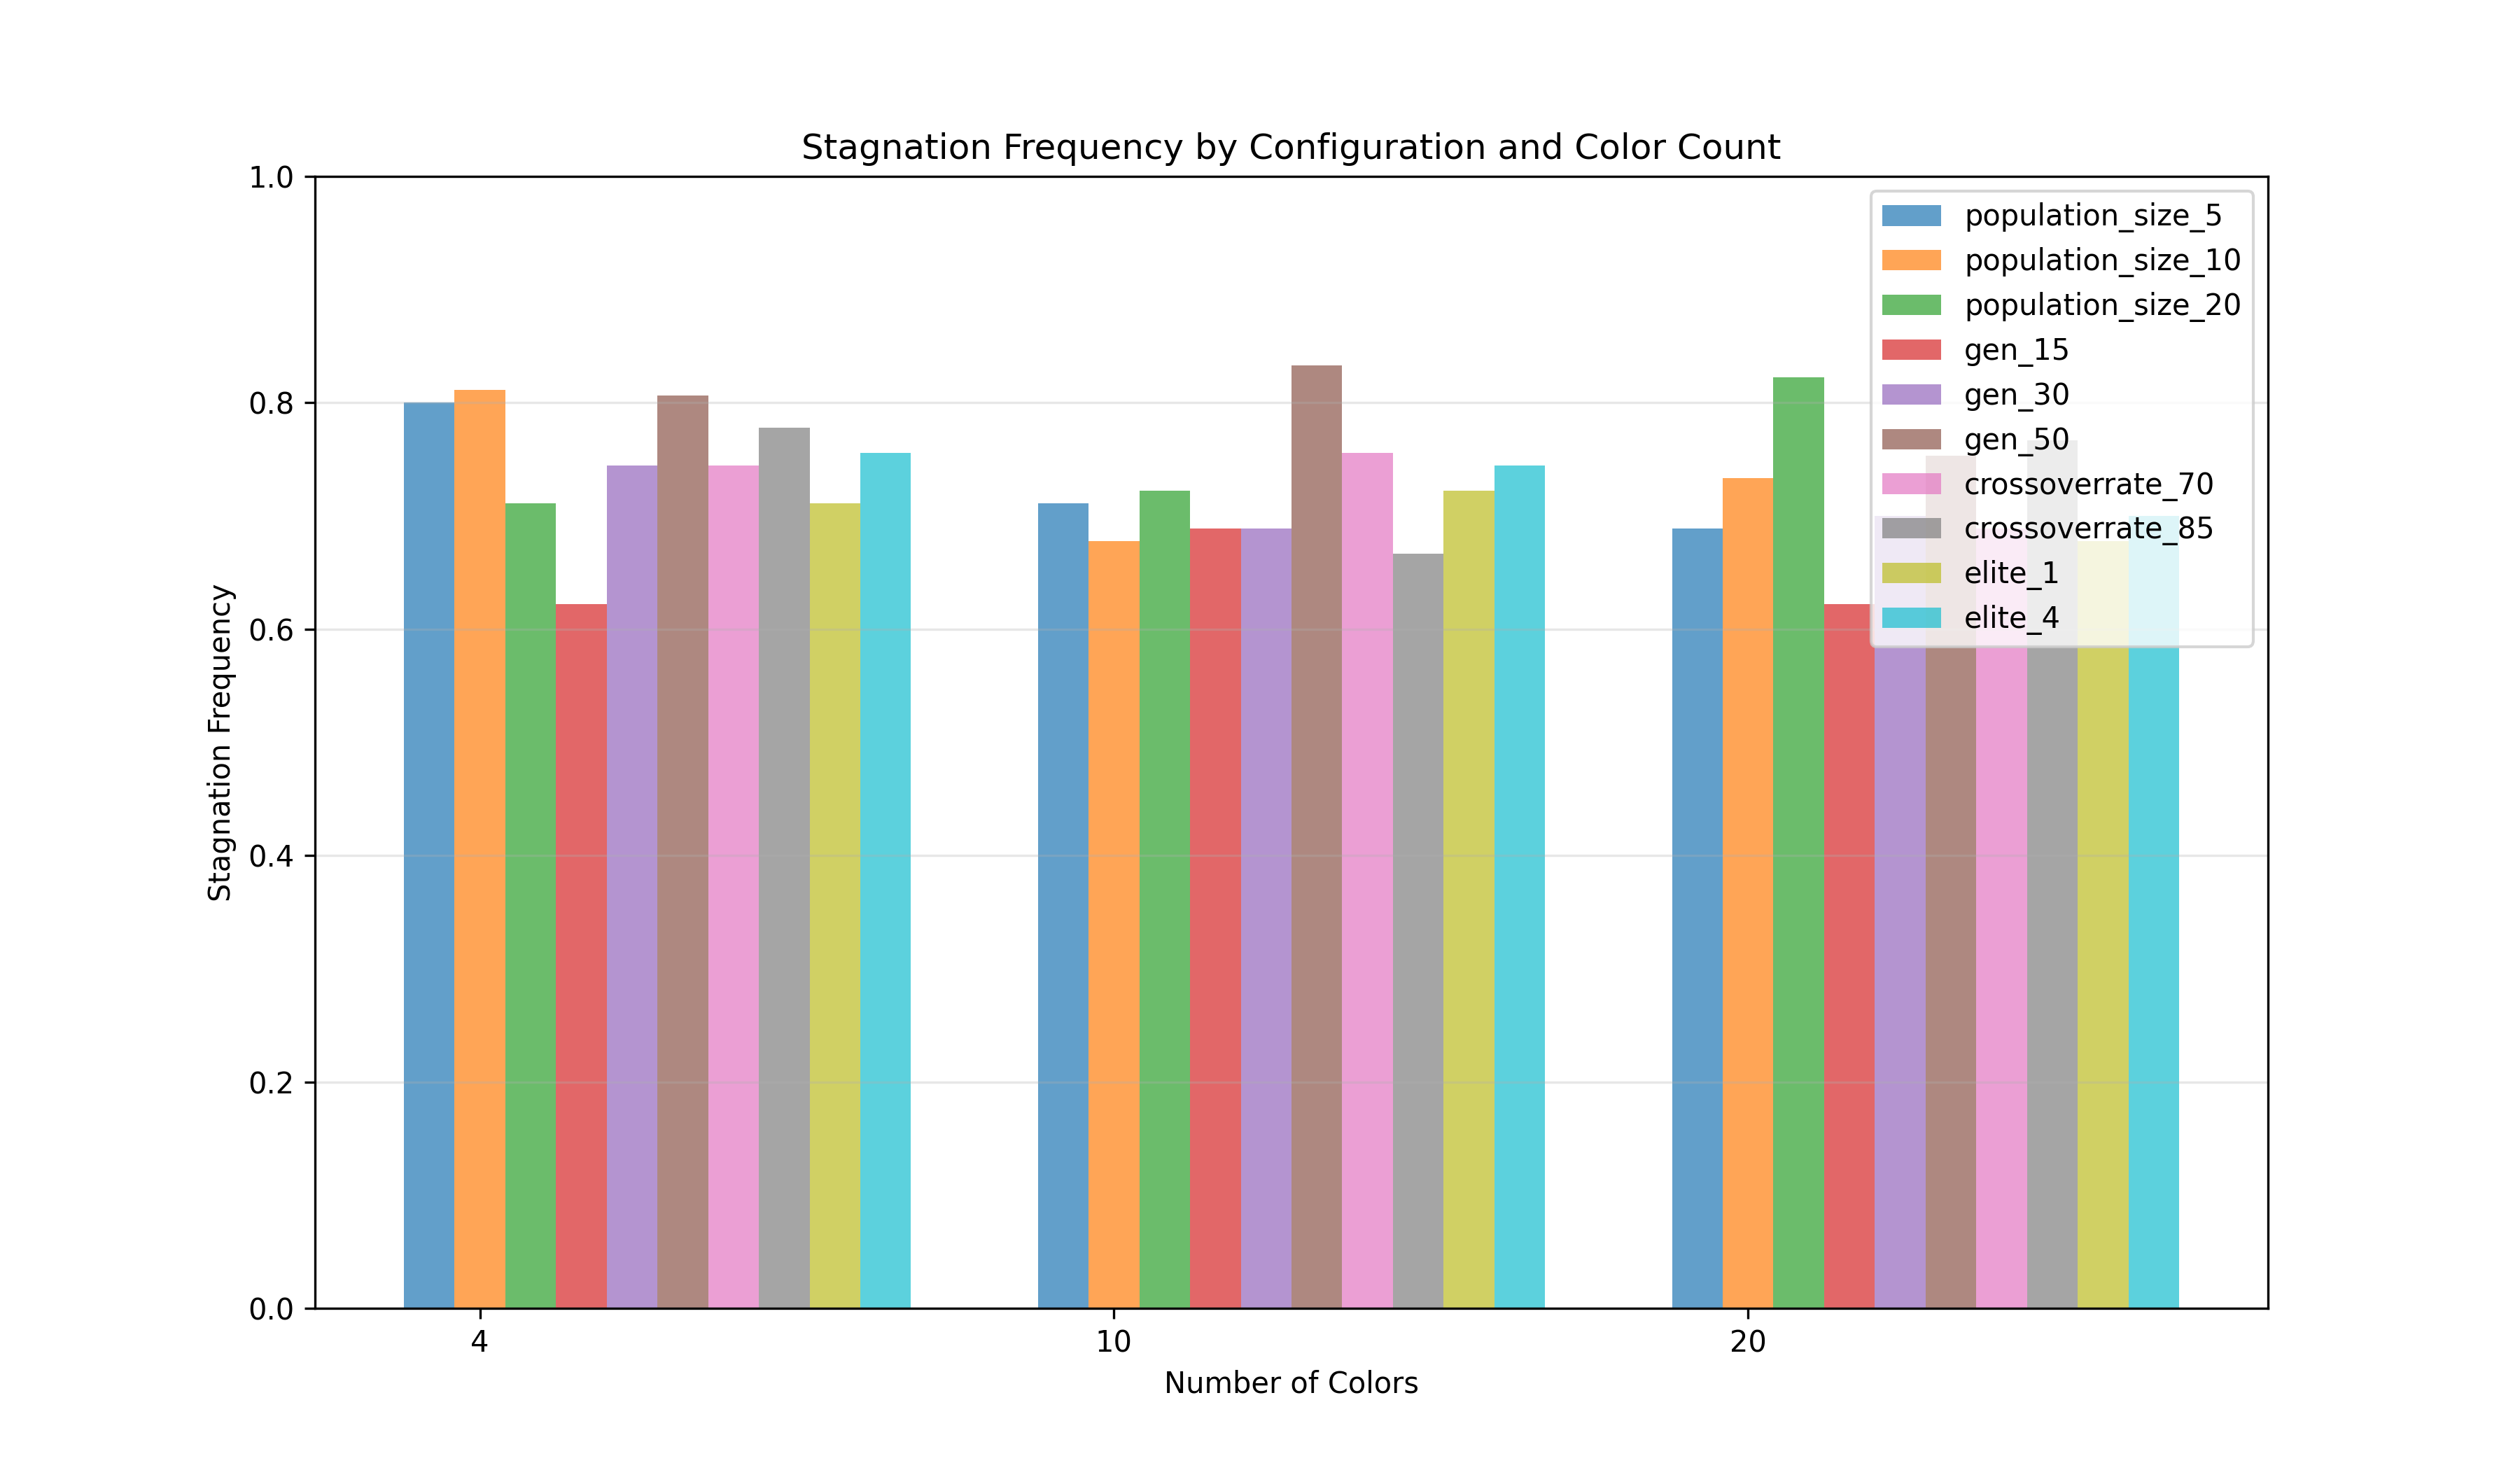 Stagnation Frequency by Configuration and Color Count
1.0
0.8
0.6
0.4
0.2
0.0
Stagnation Frequency
population_size_5
population_size_10
population_size_20
gen_15
gen_30
gen_50
crossoverrate_70
crossoverrate_85
elite_1
elite_4
4
10
20
Number of Colors